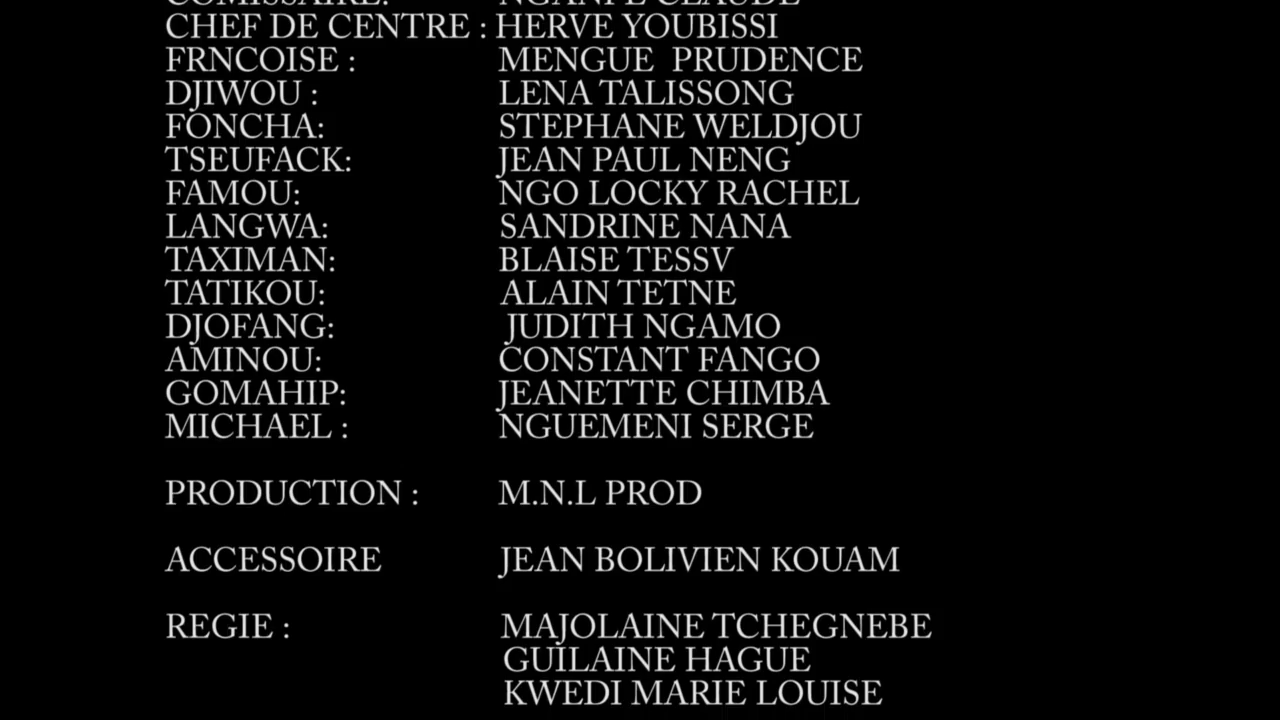 COMISSAIRE: NGANPE CLAUDE
CHEF DE CENTRE : HERVE YOUBISSI
FRNCOISE : MENGUE PRUDENCE
DJIWOU : LENA TALISSONG
FONCHA: STEPHANE WELDJOU
TSEUFACK: JEAN PAUL NENG
FAMOU: NGO LOCKY RACHEL
LANGWA: SANDRINE NANA
TAXIMAN: BLAISE TESSV
TATIKOU: ALAIN TETNE
DJOFANG: JUDITH NGAMO
AMINOU: CONSTANT FANGO
GOMAHIP: JEANETTE CHIMBA
MICHAEL : NGUEMENI SERGE
PRODUCTION : M.N.L PROD
ACCESSOIRE JEAN BOLIVIEN KOUAM
REGIE : MAJOLAINE TCHEGNEBE
GUILAINE HAGUE
KWEDI MARIE LOUISE